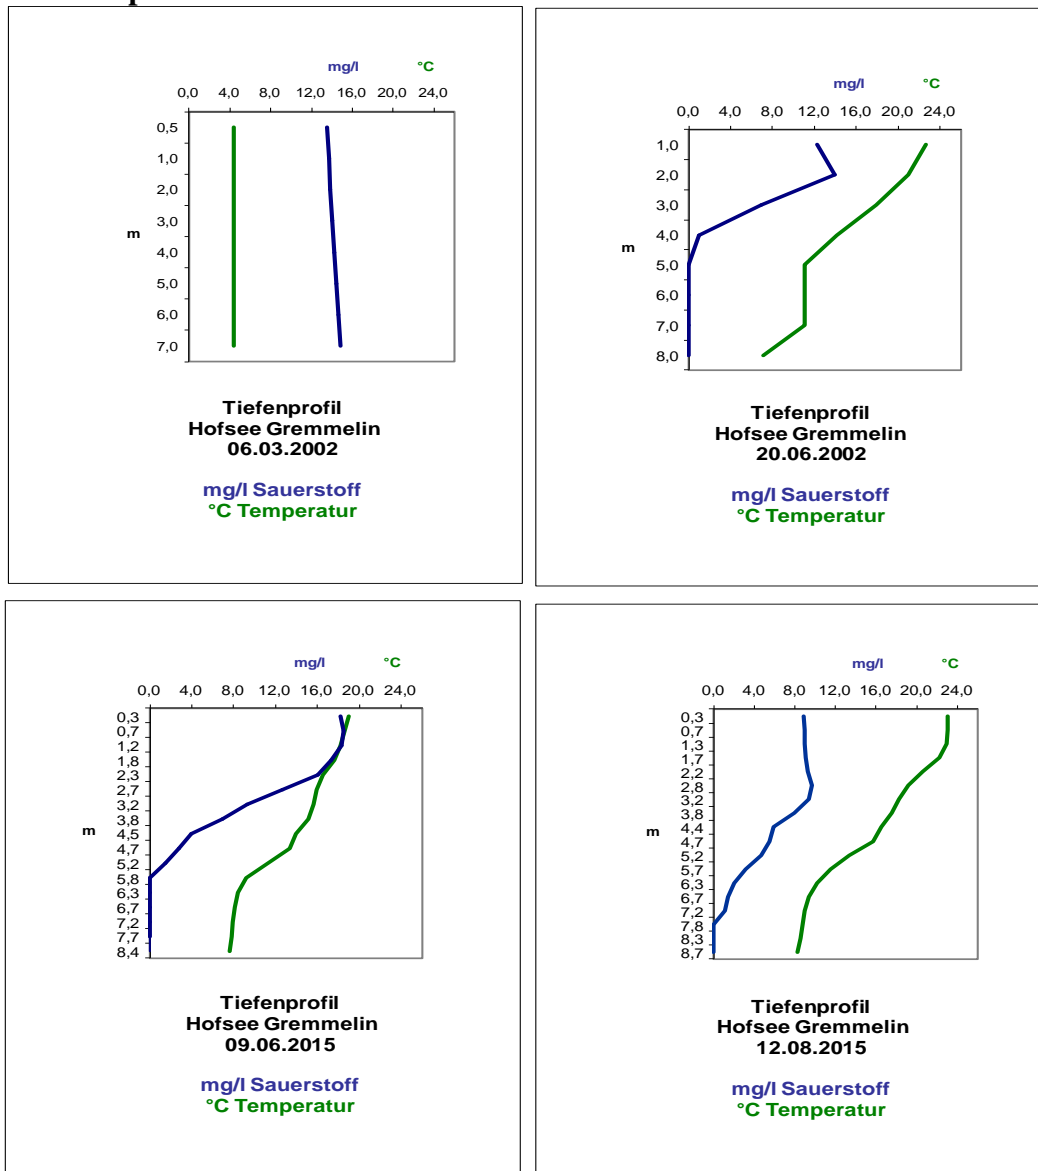 mg/l °C
0,0 4,0 8,0 12,0 16,0 20,0 24,0
0,5
1,0
2,0
3,0
m
4,0
5,0
6,0
7,0
Tiefenprofil
Hofsee Gremmelin
06.03.2002
mg/l Sauerstoff
°C Temperatur
mg/l °C
0,0 4,0 8,0 12,0 16,0 20,0 24,0
1,0
2,0
3,0
4,0
m
5,0
6,0
7,0
8,0
Tiefenprofil
Hofsee Gremmelin
20.06.2002
mg/l Sauerstoff
°C Temperatur
mg/l °C
0,0 4,0 8,0 12,0 16,0 20,0 24,0
0,3
0,7
1,2
1,8
2,3
2,7
3,2
3,8
m
4,5
4,7
5,2
5,8
6,3
6,7
7,2
7,7
8,4
Tiefenprofil
Hofsee Gremmelin
09.06.2015
mg/l Sauerstoff
°C Temperatur
mg/l °C
0,0 4,0 8,0 12,0 16,0 20,0 24,0
0,3
0,7
1,3
1,7
2,2
2,8
3,2
3,8
m
4,4
4,7
5,2
5,7
6,3
6,7
7,2
7,8
8,3
8,7
Tiefenprofil
Hofsee Gremmelin
12.08.2015
mg/l Sauerstoff
°C Temperatur